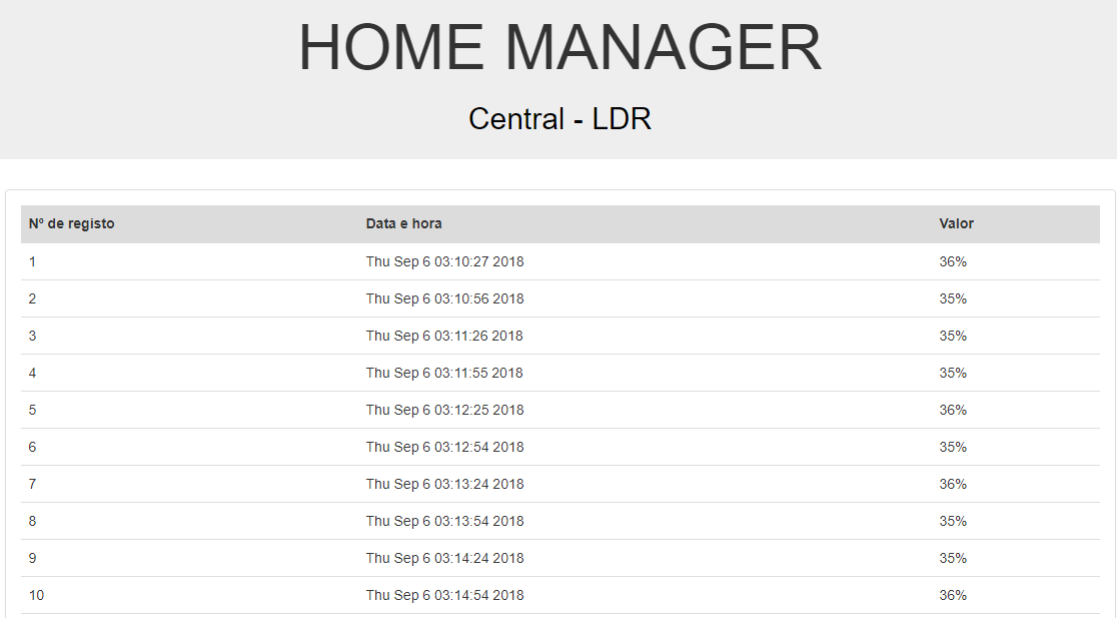 HOME MANAGER
Central - LDR
Nº de registo Data e hora Valor
1 Thu Sep 6 03:10:27 2018 36%
2 Thu Sep 6 03:10:56 2018 35%
3 Thu Sep 6 03:11:26 2018 35%
4 Thu Sep 6 03:11:55 2018 35%
5 Thu Sep 6 03:12:25 2018 36%
6 Thu Sep 6 03:12:54 2018 35%
7 Thu Sep 6 03:13:24 2018 36%
8 Thu Sep 6 03:13:54 2018 35%
9 Thu Sep 6 03:14:24 2018 35%
10 Thu Sep 6 03:14:54 2018 36%